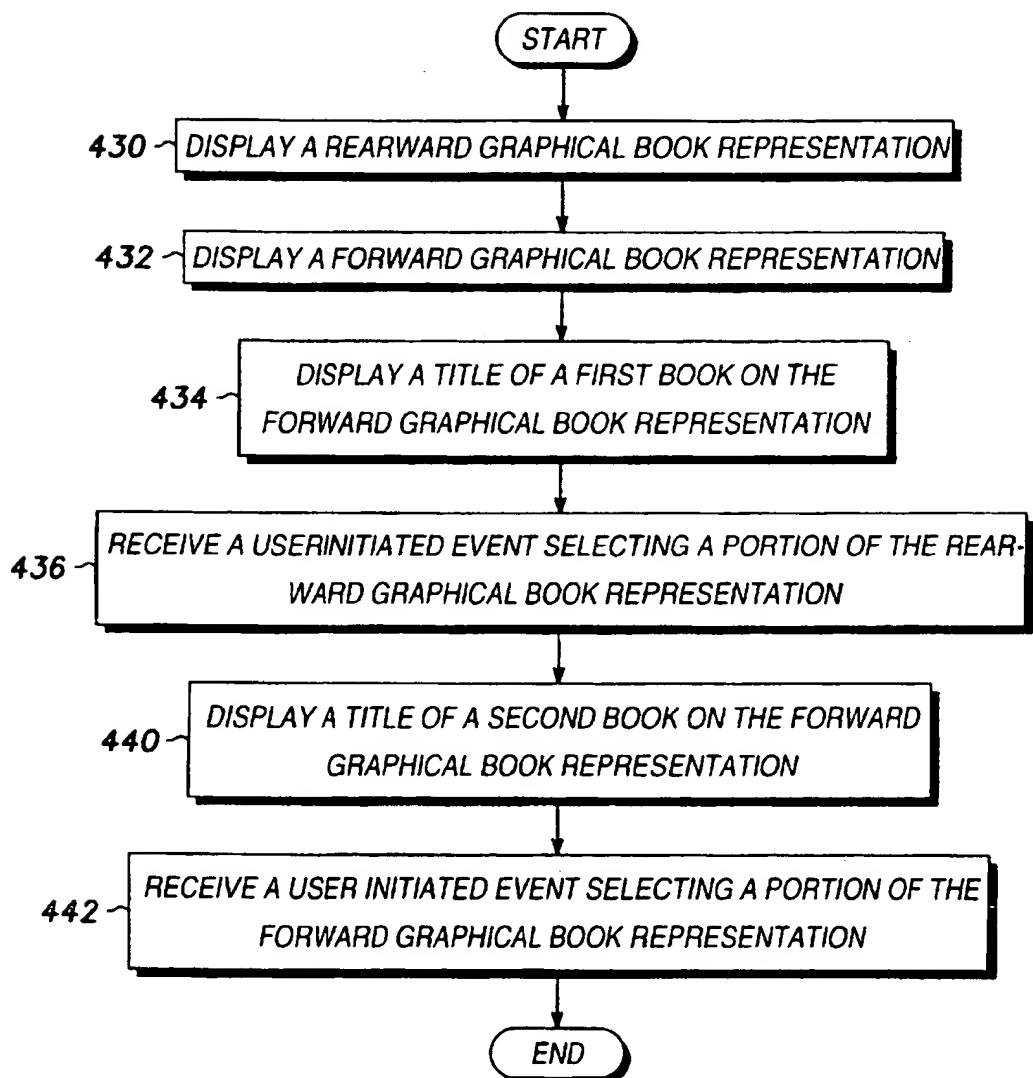 START
430
DISPLAY A REARWARD GRAPHICAL BOOK REPRESENTATION
432
DISPLAY A FORWARD GRAPHICAL BOOK REPRESENTATION
434
DISPLAY A TITLE OF A FIRST BOOK ON THE
FORWARD GRAPHICAL BOOK REPRESENTATION
436
RECEIVE A USERINITIATED EVENT SELECTING A PORTION OF THE REAR-
WARD GRAPHICAL BOOK REPRESENTATION
440
DISPLAY A TITLE OF A SECOND BOOK ON THE FORWARD
GRAPHICAL BOOK REPRESENTATION
442
RECEIVE A USER INITIATED EVENT SELECTING A PORTION OF THE
FORWARD GRAPHICAL BOOK REPRESENTATION
END